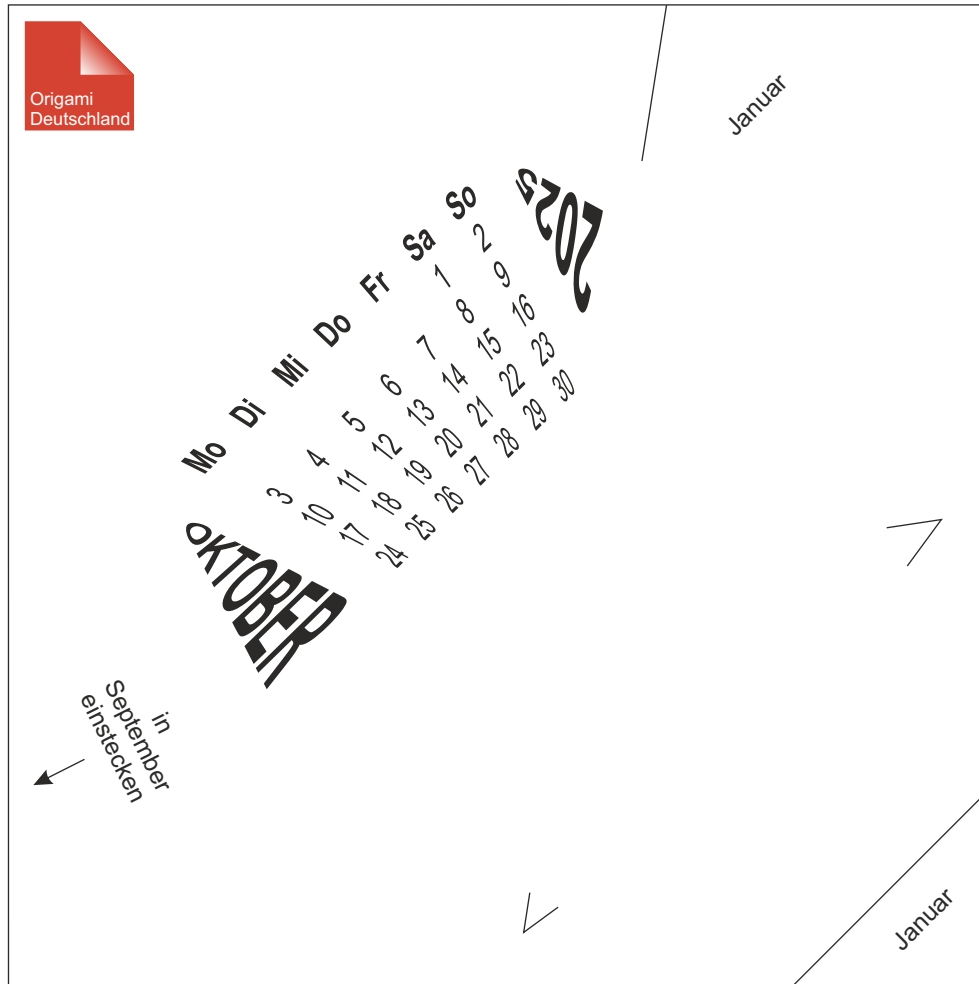 Origami
Deutschland
Januar
2025
Mo Di Mi Do Fr Sa So
1 2
3 4 5 6 7 8 9
10 11 12 13 14 15 16
17 18 19 20 21 22 23
24 25 26 27 28 29 30
OKTOBER
in
September
einstecken
Januar